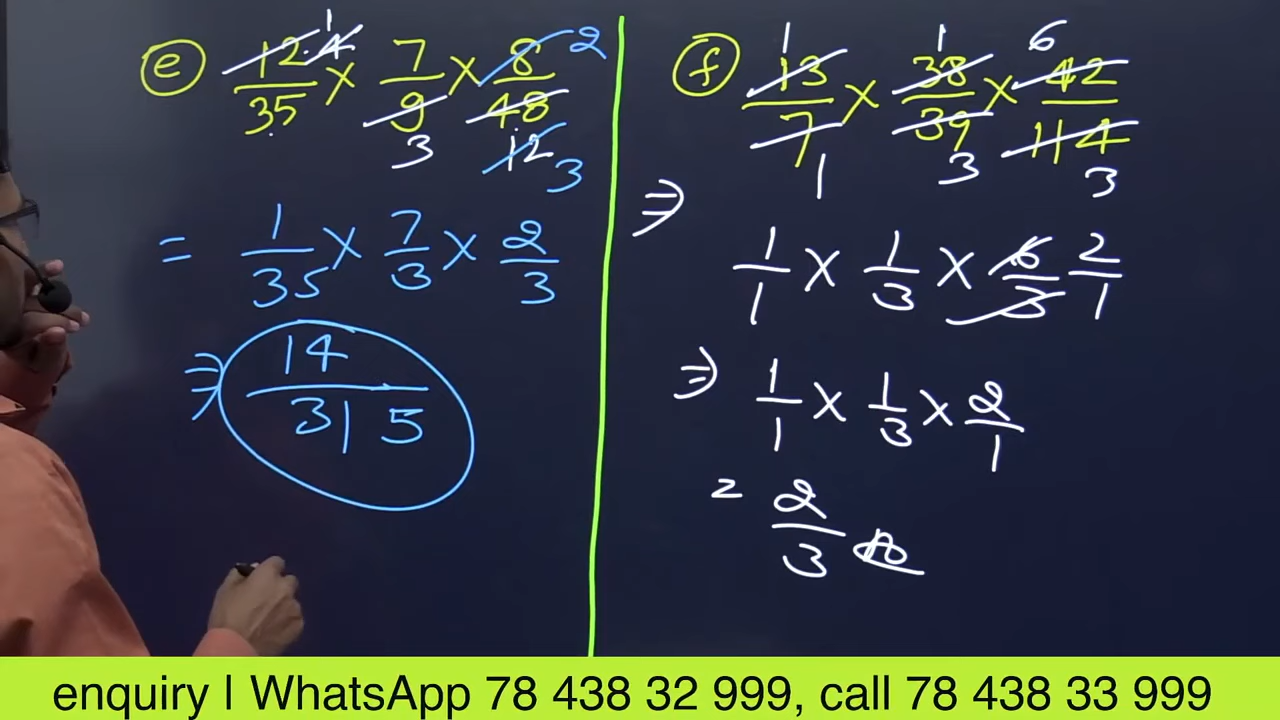 e 12/35 × 7/9 × 8/48
1 4 2
3 12 3
= 1/35 × 7/3 × 2/3
⇒ 14/315
f 13/7 × 38/39 × 42/114
1 1 6
1 3 3
⇒
1/1 × 1/3 × 6/3 2/1
⇒ 1/1 × 1/3 × 2/1
= 2/3
enquiry I WhatsApp 78 438 32 999, call 78 438 33 999